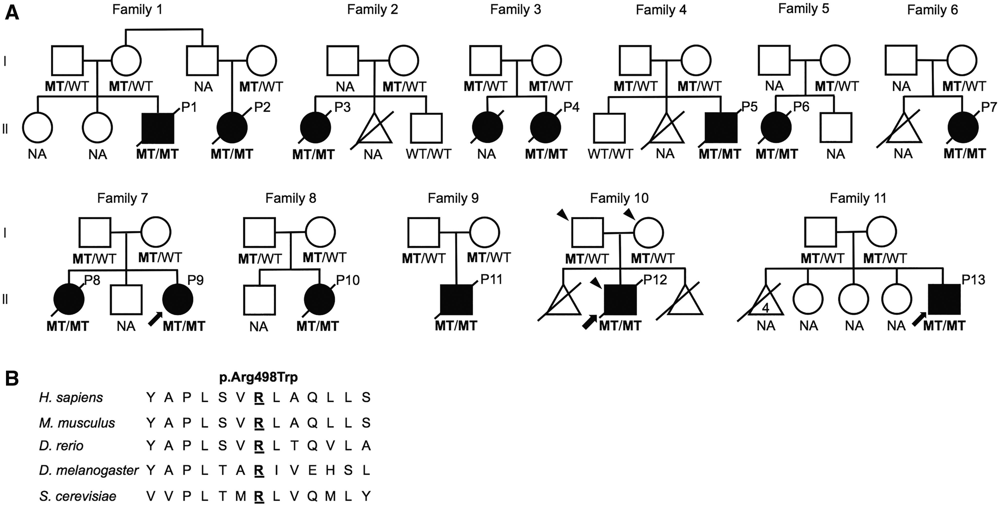 A Family 1 Family 2 Family 3 Family 4 Family 5 Family 6
I
MT/WT MT/WT NA MT/WT NA MT/WT MT/WT MT/WT MT/WT MT/WT NA MT/WT NA MT/WT
P1 P2 P3 P4 P5 P6 P7
II
NA NA MT/MT MT/MT MT/MT NA WT/WT NA MT/MT WT/WT NA MT/MT MT/MT NA NA MT/MT
Family 7 Family 8 Family 9 Family 10 Family 11
I
MT/WT MT/WT MT/WT MT/WT MT/WT MT/WT MT/WT MT/WT MT/WT MT/WT
P8 P9 P10 P11 P12 P13
II
4
MT/MT NA MT/MT NA MT/MT MT/MT MT/MT NA NA NA NA MT/MT
B p.Arg498Trp
H. sapiens Y A P L S V R L A Q L L S
M. musculus Y A P L S V R L A Q L L S
D. rerio Y A P L S V R L T Q V L A
D. melanogaster Y A P L T A R I V E H S L
S. cerevisiae V V P L T M R L V Q M L Y